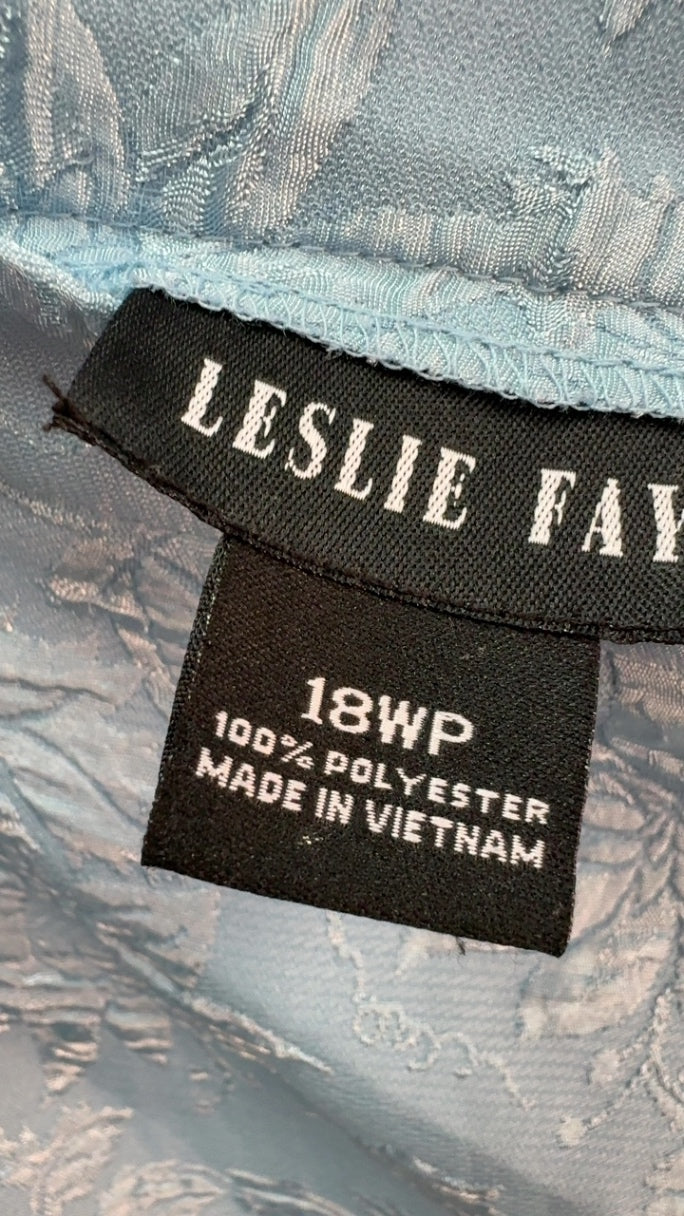 LESLIE FAY
18WP
100% POLYESTER
MADE IN VIETNAM